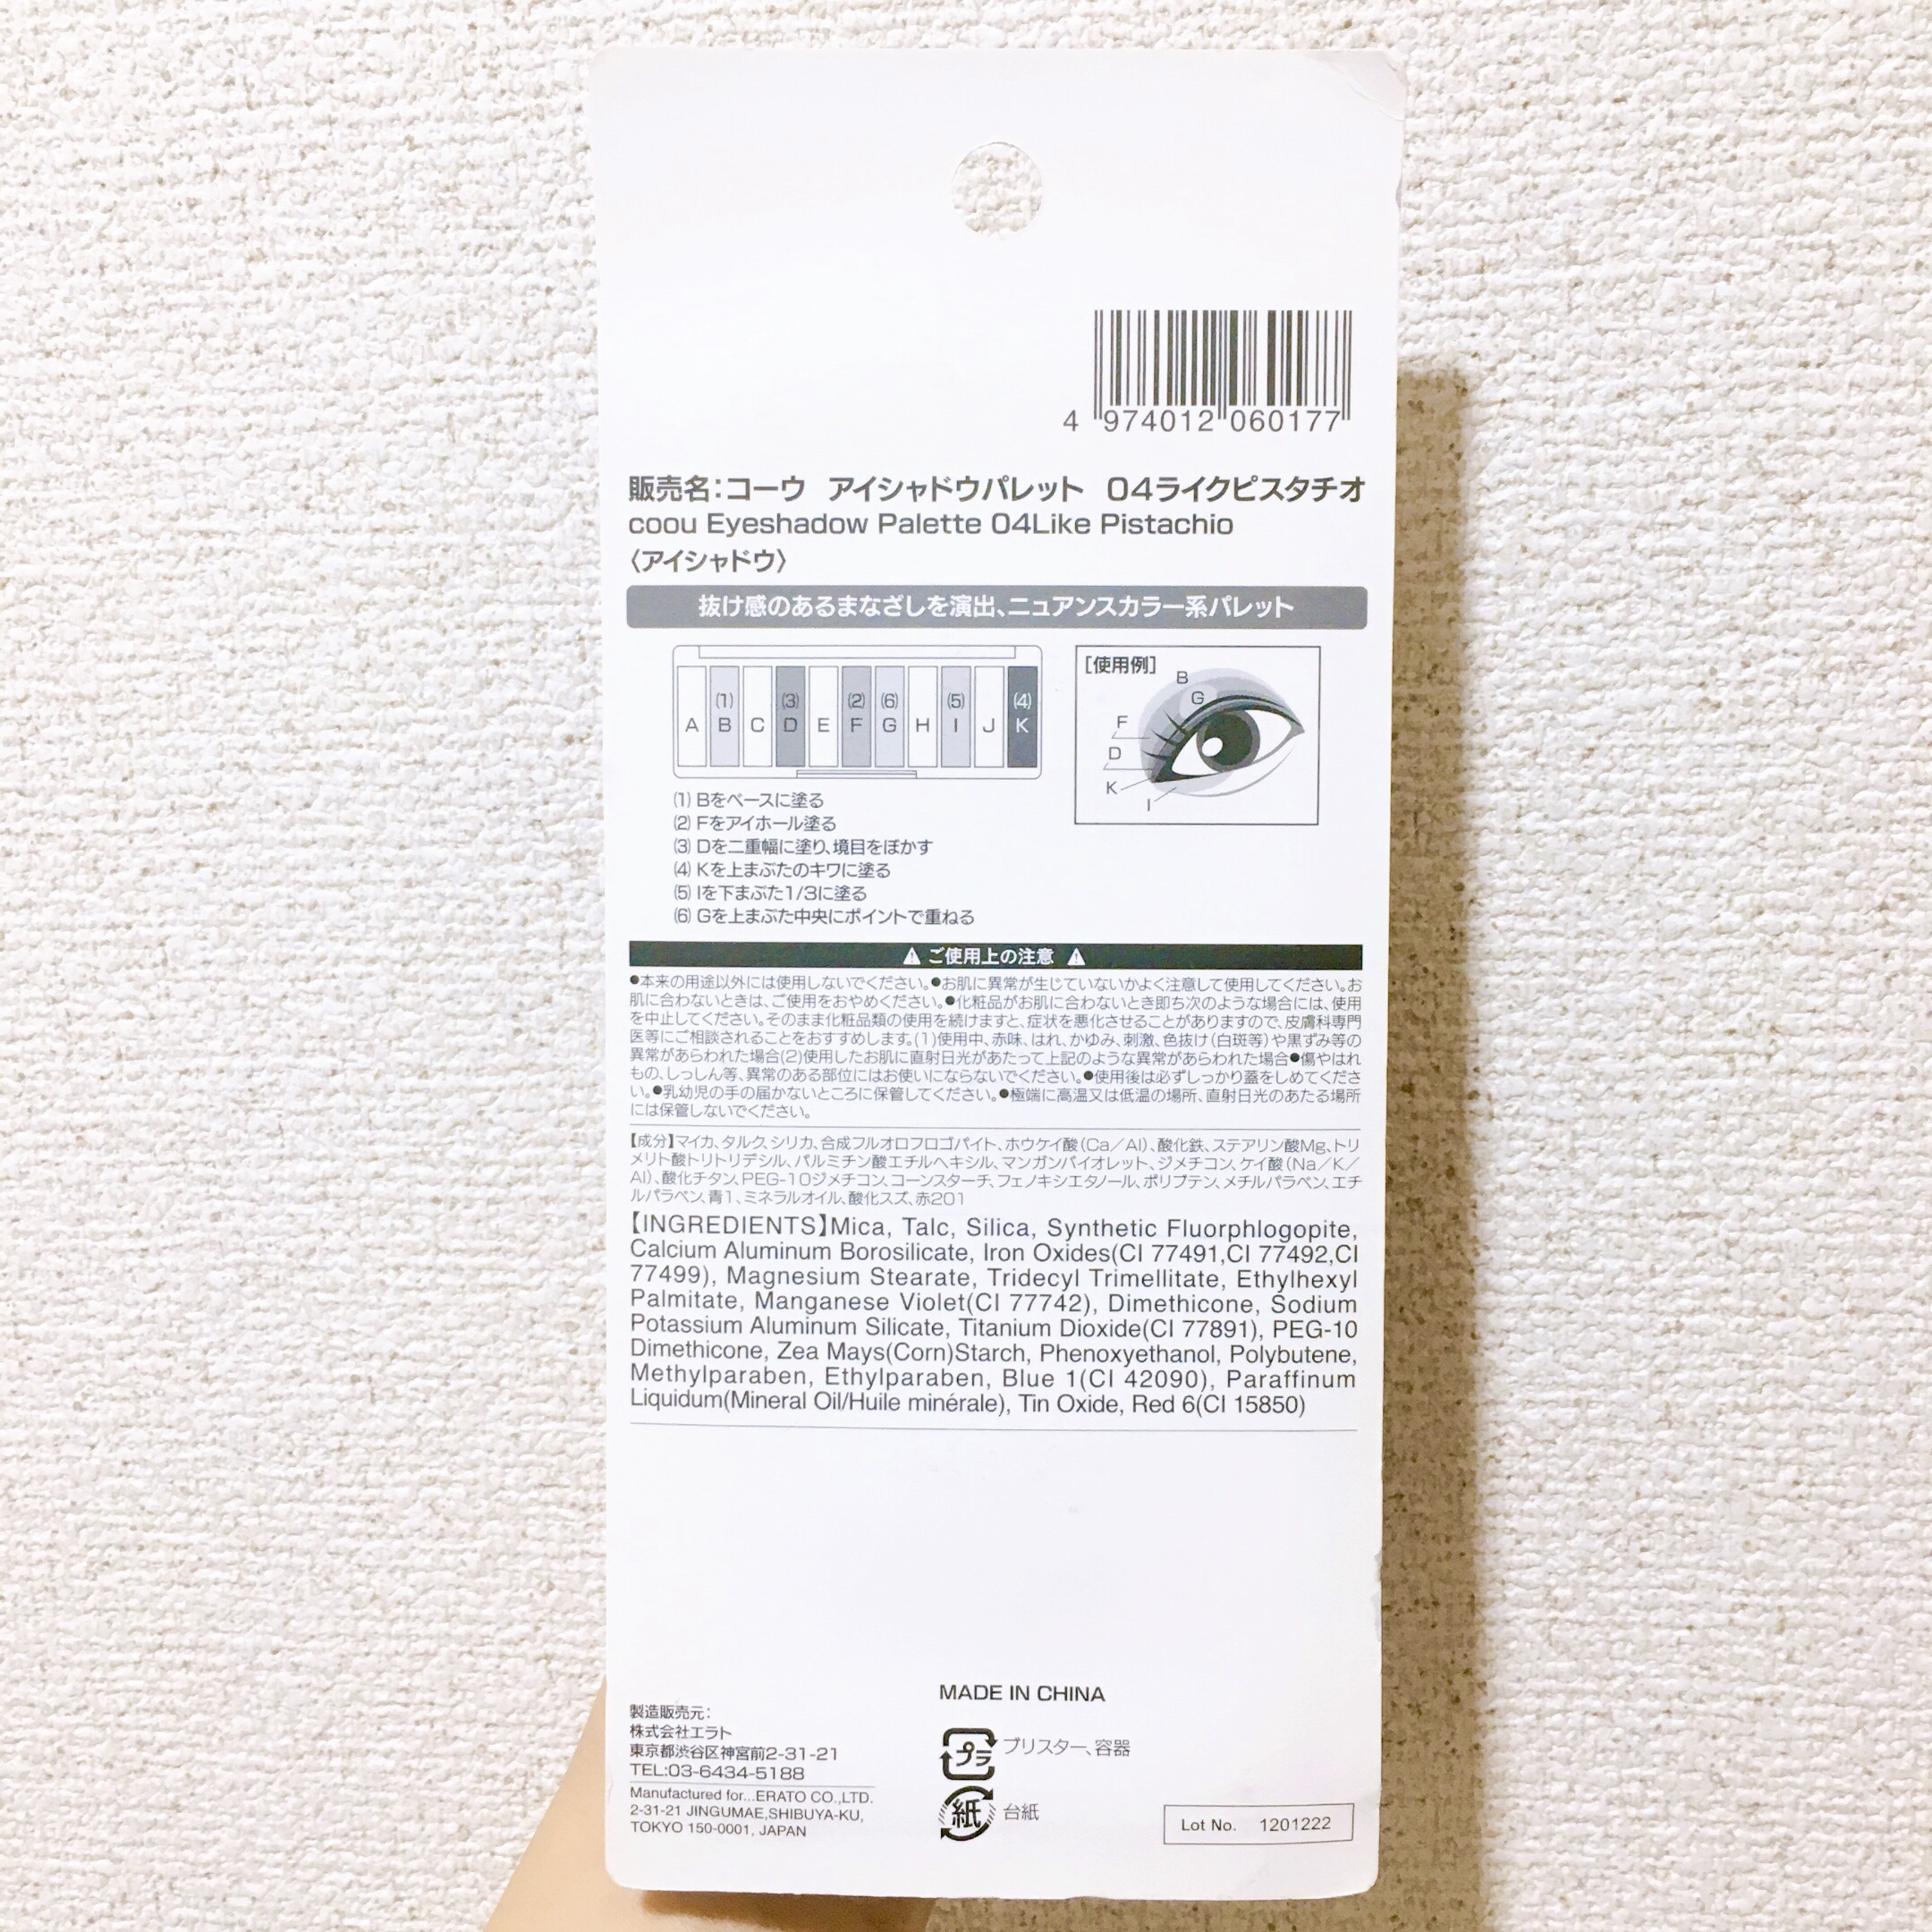 4 974012 060177
販売名：コーウ アイシャドウパレット 04ライクピスタチオ
coou Eyeshadow Palette 04Like Pistachio
〈アイシャドウ〉
抜け感のあるまなざしを演出、ニュアンスカラー系パレット
(1) (3) (2) (6) (5) (4)
A B C D E F G H I J K
［使用例］
B
G
F
D
K
I
(1) Bをベースに塗る
(2) Fをアイホール塗る
(3) Dを二重幅に塗り、境目をぼかす
(4) Kを上まぶたのキワに塗る
(5) Iを下まぶた1/3に塗る
(6) Gを上まぶた中央にポイントで重ねる
⚠ ご使用上の注意 ⚠
●本来の用途以外には使用しないでください。●お肌に異常が生じていないかよく注意して使用してください。お
肌に合わないときは、ご使用をおやめください。●化粧品がお肌に合わないとき即ち次のような場合には、使用
を中止してください。そのまま化粧品類の使用を続けますと、症状を悪化させることがありますので、皮膚科専門
医等にご相談されることをおすすめします。(1)使用中、赤味、はれ、かゆみ、刺激、色抜け（白斑等）や黒ずみ等の
異常があらわれた場合(2)使用したお肌に直射日光があたって上記のような異常があらわれた場合●傷やはれ
もの、しっしん等、異常のある部位にはお使いにならないでください。●使用後は必ずしっかり蓋をしめてくださ
い。●乳幼児の手の届かないところに保管してください。●極端に高温又は低温の場所、直射日光のあたる場所
には保管しないでください。
【成分】マイカ、タルク、シリカ、合成フルオロフロゴパイト、ホウケイ酸（Ca／Al）、酸化鉄、ステアリン酸Mg、トリ
メリト酸トリトリデシル、パルミチン酸エチルヘキシル、マンガンバイオレット、ジメチコン、ケイ酸（Na／K／
Al）、酸化チタン、PEG-10ジメチコン、コーンスターチ、フェノキシエタノール、ポリブテン、メチルパラベン、エチ
ルパラベン、青1、ミネラルオイル、酸化スズ、赤201
【INGREDIENTS】Mica, Talc, Silica, Synthetic Fluorphlogopite,
Calcium Aluminum Borosilicate, Iron Oxides(CI 77491,CI 77492,CI
77499), Magnesium Stearate, Tridecyl Trimellitate, Ethylhexyl
Palmitate, Manganese Violet(CI 77742), Dimethicone, Sodium
Potassium Aluminum Silicate, Titanium Dioxide(CI 77891), PEG-10
Dimethicone, Zea Mays(Corn)Starch, Phenoxyethanol, Polybutene,
Methylparaben, Ethylparaben, Blue 1(CI 42090), Paraffinum
Liquidum(Mineral Oil/Huile minérale), Tin Oxide, Red 6(CI 15850)
製造販売元：
株式会社エラト
東京都渋谷区神宮前2-31-21
TEL:03-6434-5188
Manufactured for...ERATO CO.,LTD.
2-31-21 JINGUMAE,SHIBUYA-KU,
TOKYO 150-0001, JAPAN
MADE IN CHINA
プラ ブリスター、容器
紙 台紙
Lot No. 1201222